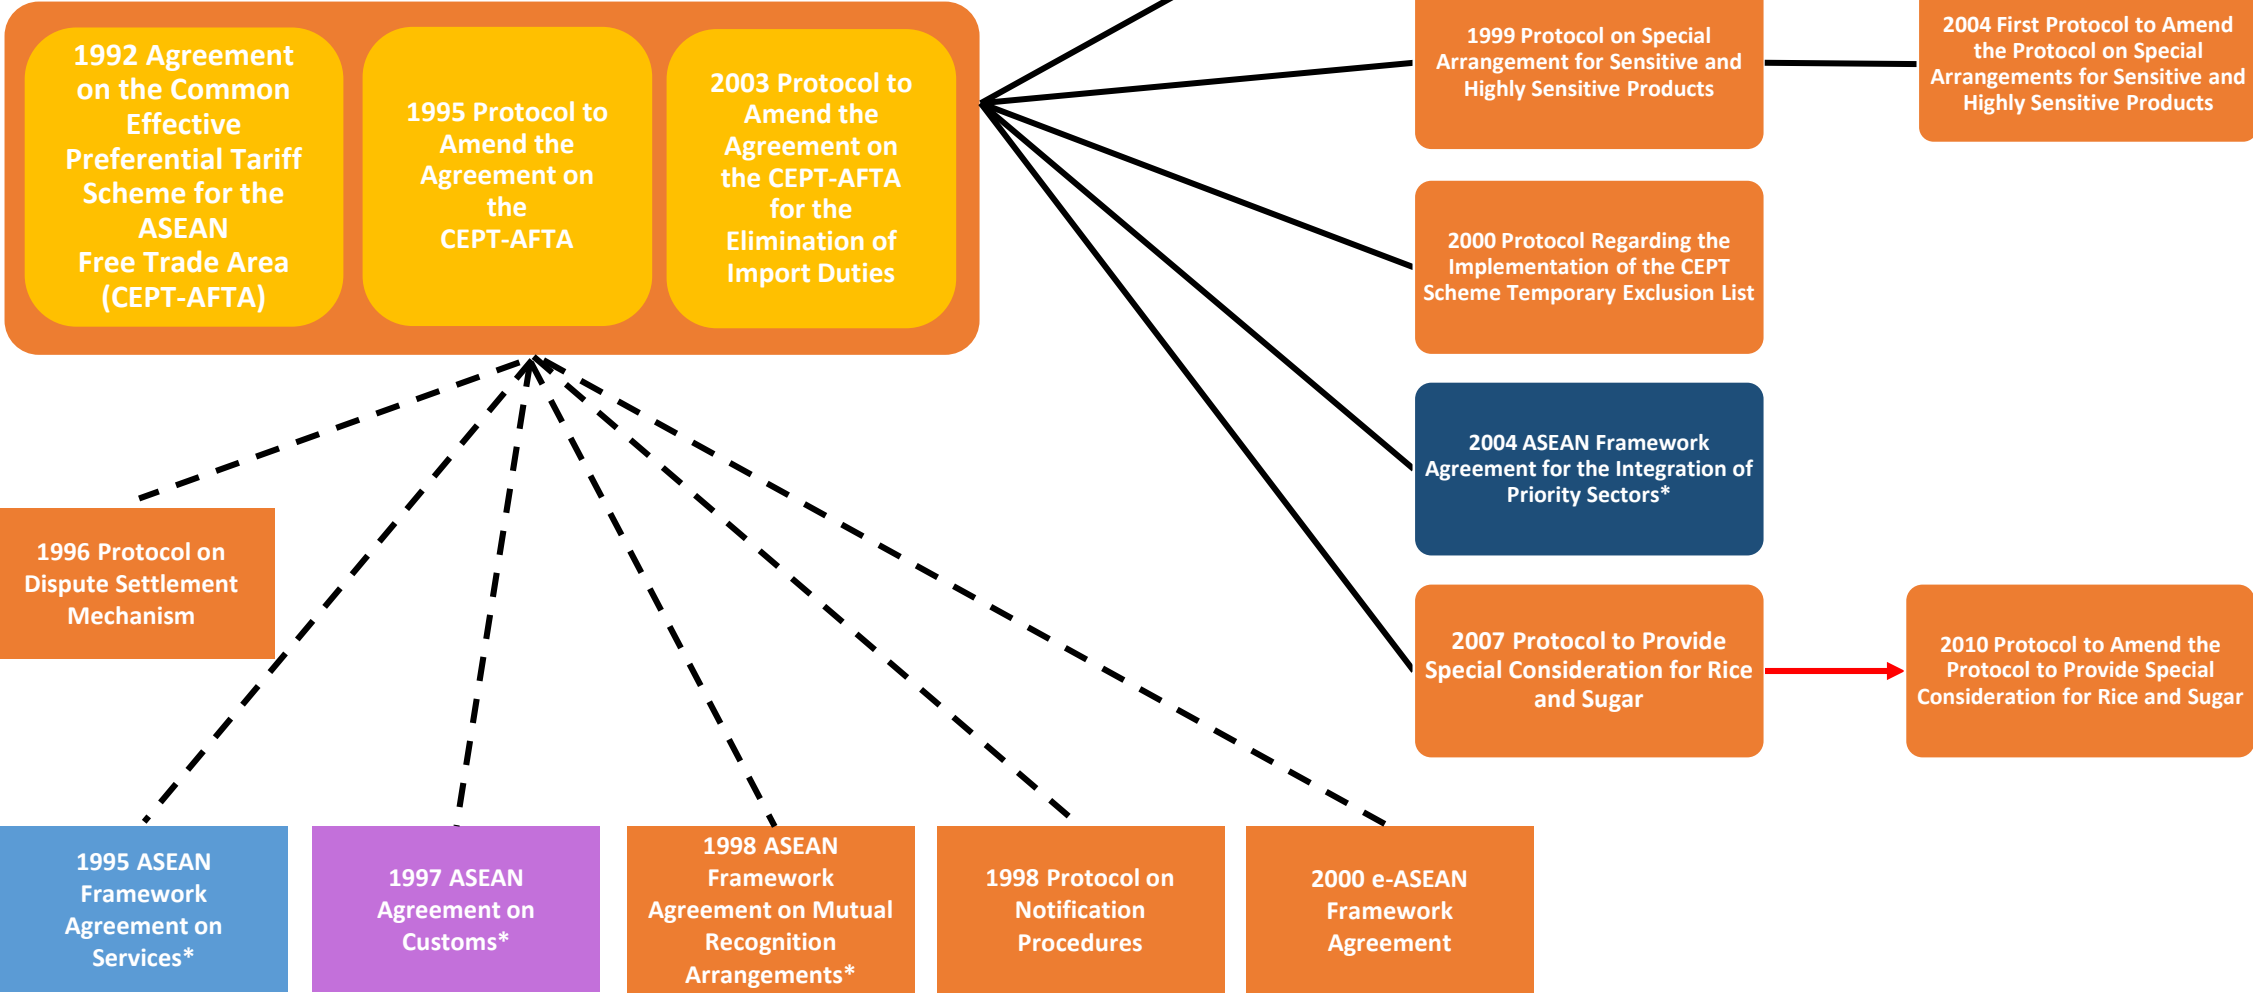 1992 Agreement
on the Common
Effective
Preferential Tariff
Scheme for the
ASEAN
Free Trade Area
(CEPT-AFTA)
1995 Protocol to
Amend the
Agreement on
the
CEPT-AFTA
2003 Protocol to
Amend the
Agreement on
the CEPT-AFTA
for the
Elimination of
Import Duties
1999 Protocol on Special
Arrangement for Sensitive and
Highly Sensitive Products
2004 First Protocol to Amend
the Protocol on Special
Arrangements for Sensitive and
Highly Sensitive Products
2000 Protocol Regarding the
Implementation of the CEPT
Scheme Temporary Exclusion List
2004 ASEAN Framework
Agreement for the Integration of
Priority Sectors*
2007 Protocol to Provide
Special Consideration for Rice
and Sugar
2010 Protocol to Amend the
Protocol to Provide Special
Consideration for Rice and Sugar
1996 Protocol on
Dispute Settlement
Mechanism
1995 ASEAN
Framework
Agreement on
Services*
1997 ASEAN
Agreement on
Customs*
1998 ASEAN
Framework
Agreement on Mutual
Recognition
Arrangements*
1998 Protocol on
Notification
Procedures
2000 e-ASEAN
Framework
Agreement